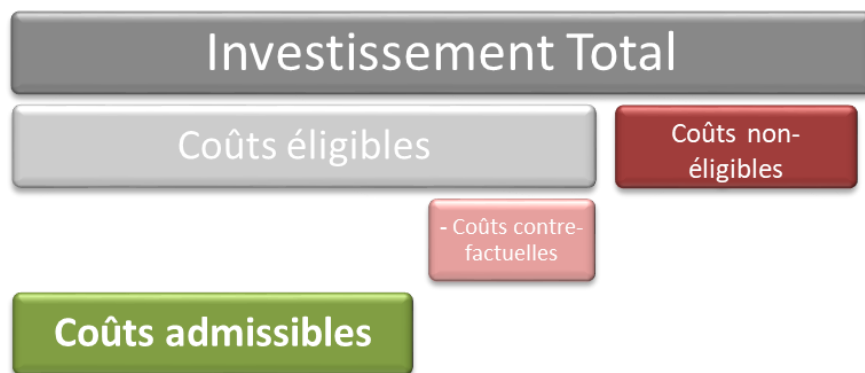 Investissement Total
Coûts éligibles
Coûts non-
éligibles
- Coûts contre-
factuelles
Coûts admissibles